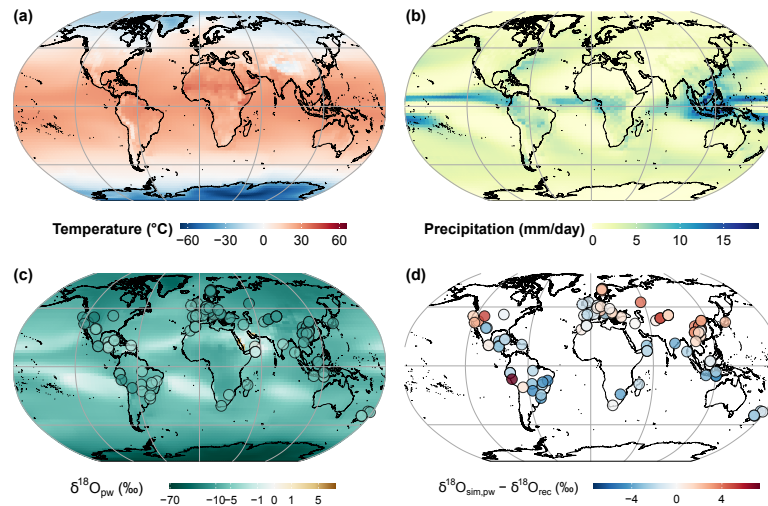 (a)
(b)
Temperature (°C)
−60 −30 0 30 60
Precipitation (mm/day)
0 5 10 15
(c)
(d)
δ¹⁸Opw (‰)
−70 −10 −5 −1 0 1 5
δ¹⁸Osim,pw − δ¹⁸Orec (‰)
−4 0 4